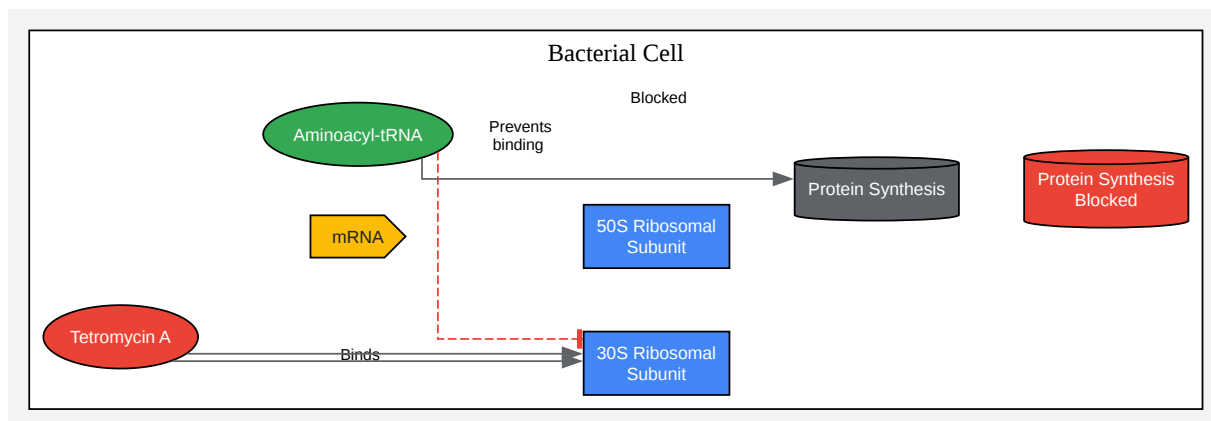 Bacterial Cell
Blocked
Aminoacyl-tRNA
Prevents
binding
Protein Synthesis
Protein Synthesis
Blocked
mRNA
50S Ribosomal
Subunit
Tetromycin A
Binds
30S Ribosomal
Subunit